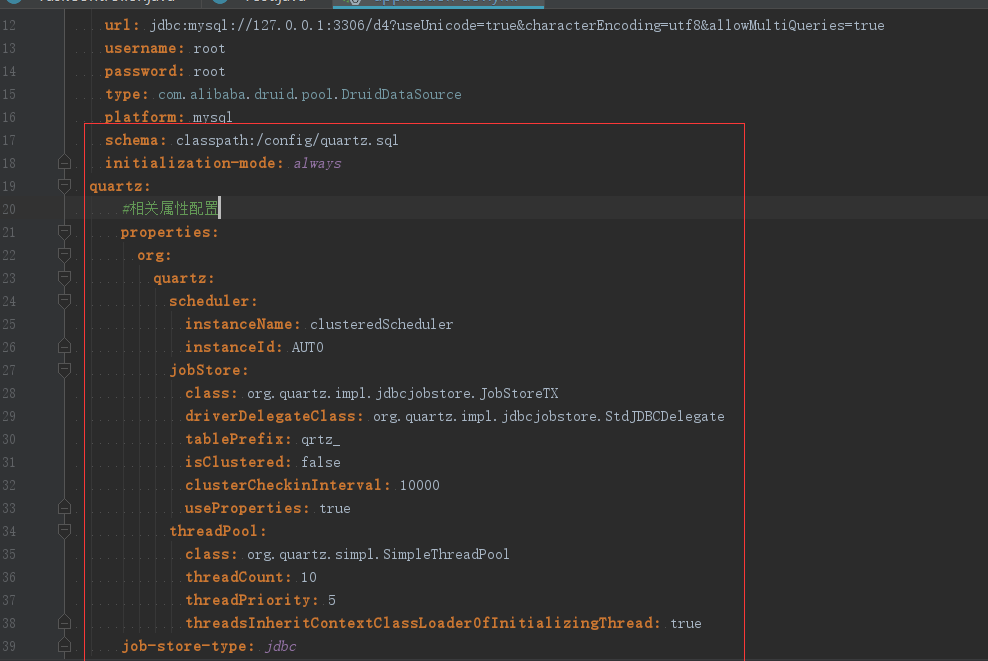 12 url: jdbc:mysql://127.0.0.1:3306/d4?useUnicode=true&characterEncoding=utf8&allowMultiQueries=true
13 username: root
14 password: root
15 type: com.alibaba.druid.pool.DruidDataSource
16 platform: mysql
17 schema: classpath:/config/quartz.sql
18 initialization-mode: always
19 quartz:
20 #相关属性配置
21 properties:
22 org:
23 quartz:
24 scheduler:
25 instanceName: clusteredScheduler
26 instanceId: AUTO
27 jobStore:
28 class: org.quartz.impl.jdbcjobstore.JobStoreTX
29 driverDelegateClass: org.quartz.impl.jdbcjobstore.StdJDBCDelegate
30 tablePrefix: qrtz_
31 isClustered: false
32 clusterCheckinInterval: 10000
33 useProperties: true
34 threadPool:
35 class: org.quartz.simpl.SimpleThreadPool
36 threadCount: 10
37 threadPriority: 5
38 threadsInheritContextClassLoaderOfInitializingThread: true
39 job-store-type: jdbc